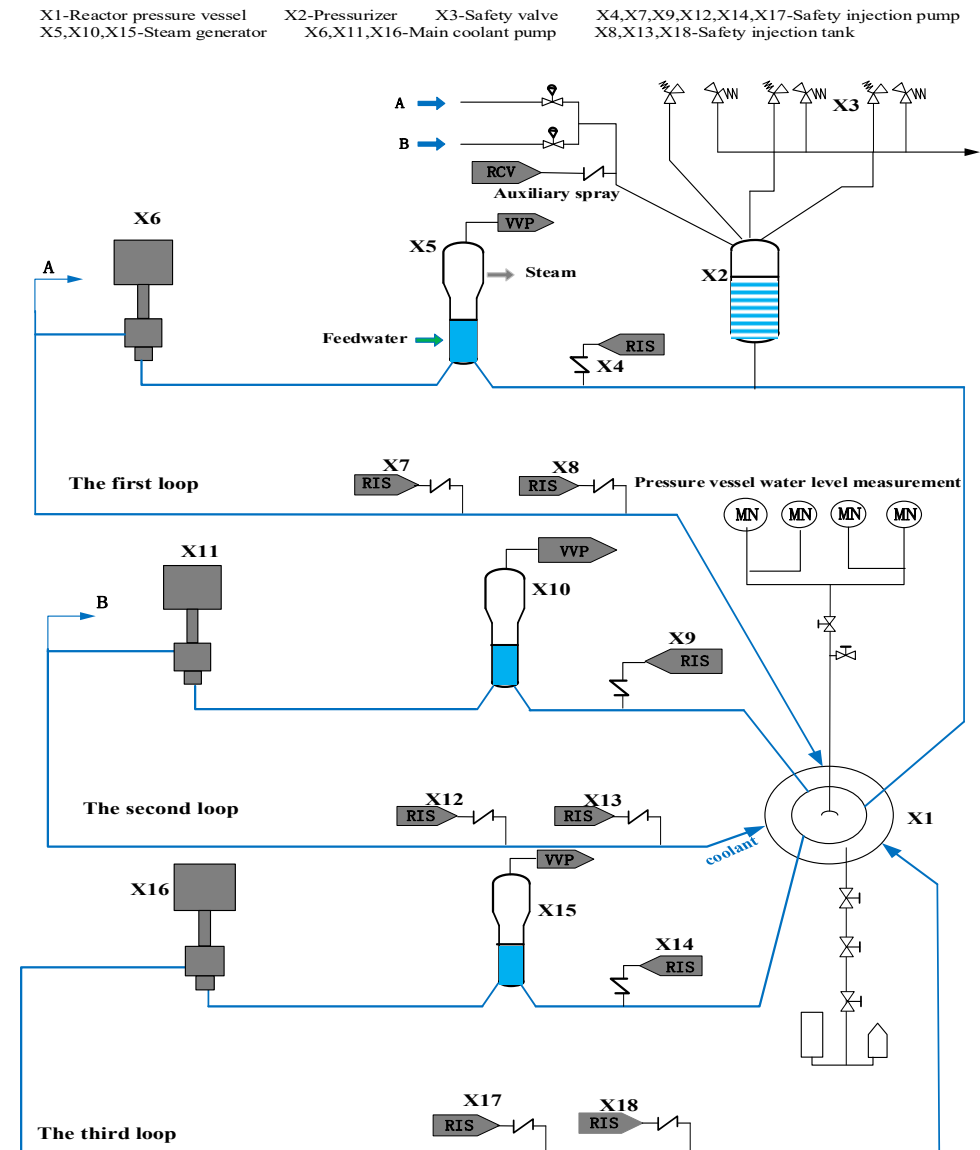 X1-Reactor pressure vessel X2-Pressurizer X3-Safety valve X4,X7,X9,X12,X14,X17-Safety injection pump
X5,X10,X15-Steam generator X6,X11,X16-Main coolant pump X8,X13,X18-Safety injection tank
A
X3
B
RCV
Auxiliary spray
X6
VVP
X5
A
Steam
X2
Feedwater
RIS
X4
X7
X8
The first loop
RIS
RIS
Pressure vessel water level measurement
MN
MN
MN
MN
X11
VVP
X10
B
X9
RIS
The second loop
X12
X13
RIS
RIS
X1
coolant
VVP
X16
X15
X14
RIS
X17
X18
RIS
RIS
The third loop